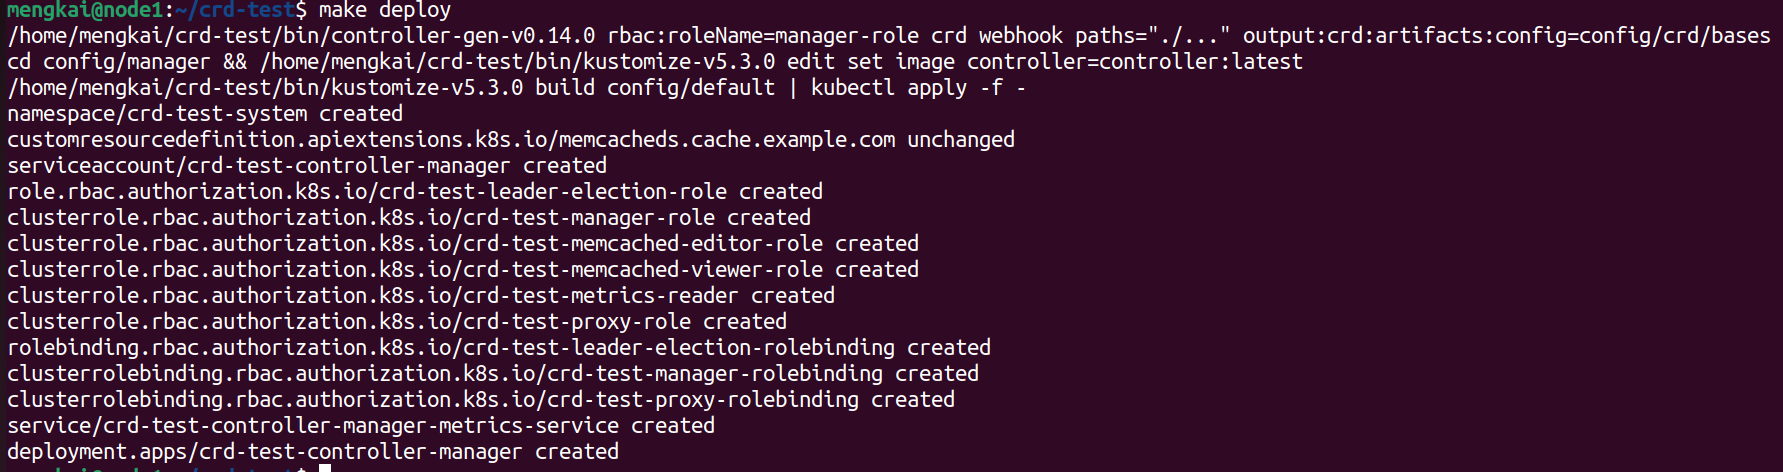 mengkai@node1:~/crd-test$ make deploy
/home/mengkai/crd-test/bin/controller-gen-v0.14.0 rbac:roleName=manager-role crd webhook paths="./..." output:crd:artifacts:config=config/crd/bases
cd config/manager && /home/mengkai/crd-test/bin/kustomize-v5.3.0 edit set image controller=controller:latest
/home/mengkai/crd-test/bin/kustomize-v5.3.0 build config/default | kubectl apply -f -
namespace/crd-test-system created
customresourcedefinition.apiextensions.k8s.io/memcacheds.cache.example.com unchanged
serviceaccount/crd-test-controller-manager created
role.rbac.authorization.k8s.io/crd-test-leader-election-role created
clusterrole.rbac.authorization.k8s.io/crd-test-manager-role created
clusterrole.rbac.authorization.k8s.io/crd-test-memcached-editor-role created
clusterrole.rbac.authorization.k8s.io/crd-test-memcached-viewer-role created
clusterrole.rbac.authorization.k8s.io/crd-test-metrics-reader created
clusterrole.rbac.authorization.k8s.io/crd-test-proxy-role created
rolebinding.rbac.authorization.k8s.io/crd-test-leader-election-rolebinding created
clusterrolebinding.rbac.authorization.k8s.io/crd-test-manager-rolebinding created
clusterrolebinding.rbac.authorization.k8s.io/crd-test-proxy-rolebinding created
service/crd-test-controller-manager-metrics-service created
deployment.apps/crd-test-controller-manager created